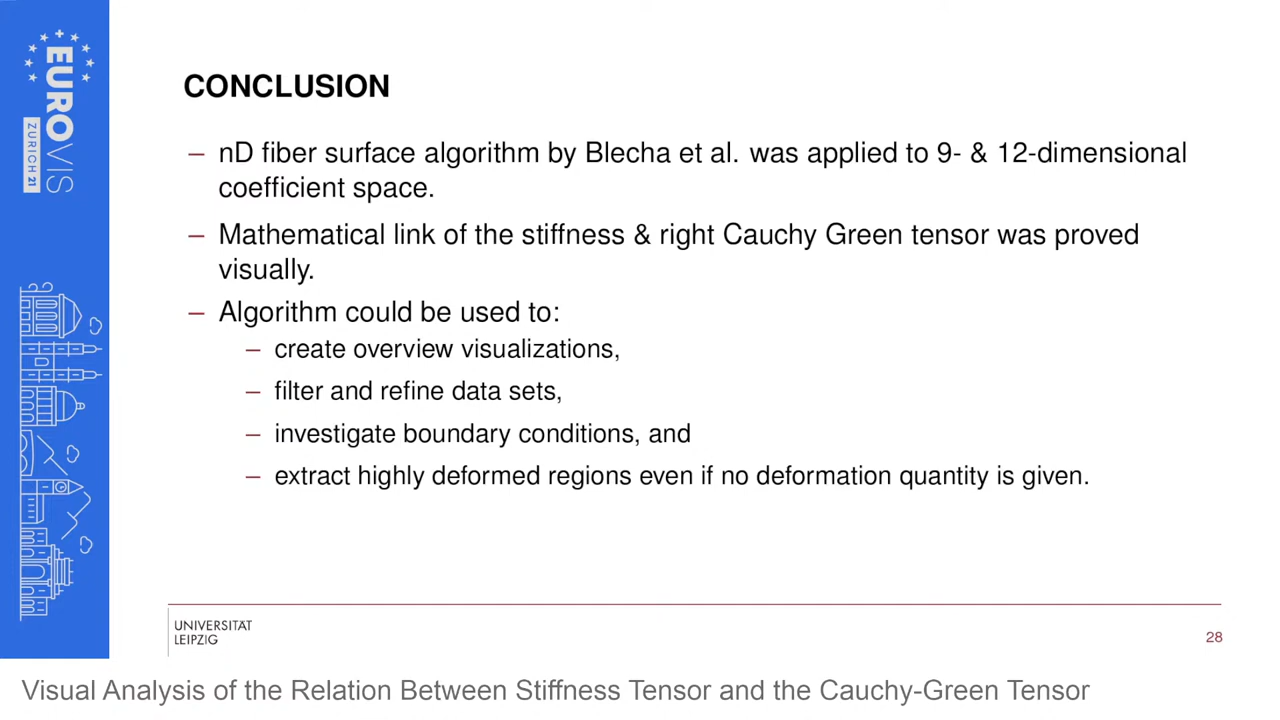 EUROVIS
ZURICH 21
CONCLUSION
– nD fiber surface algorithm by Blecha et al. was applied to 9- & 12-dimensional
coefficient space.
– Mathematical link of the stiffness & right Cauchy Green tensor was proved
visually.
– Algorithm could be used to:
– create overview visualizations,
– filter and refine data sets,
– investigate boundary conditions, and
– extract highly deformed regions even if no deformation quantity is given.
UNIVERSITÄT
LEIPZIG
28
Visual Analysis of the Relation Between Stiffness Tensor and the Cauchy-Green Tensor